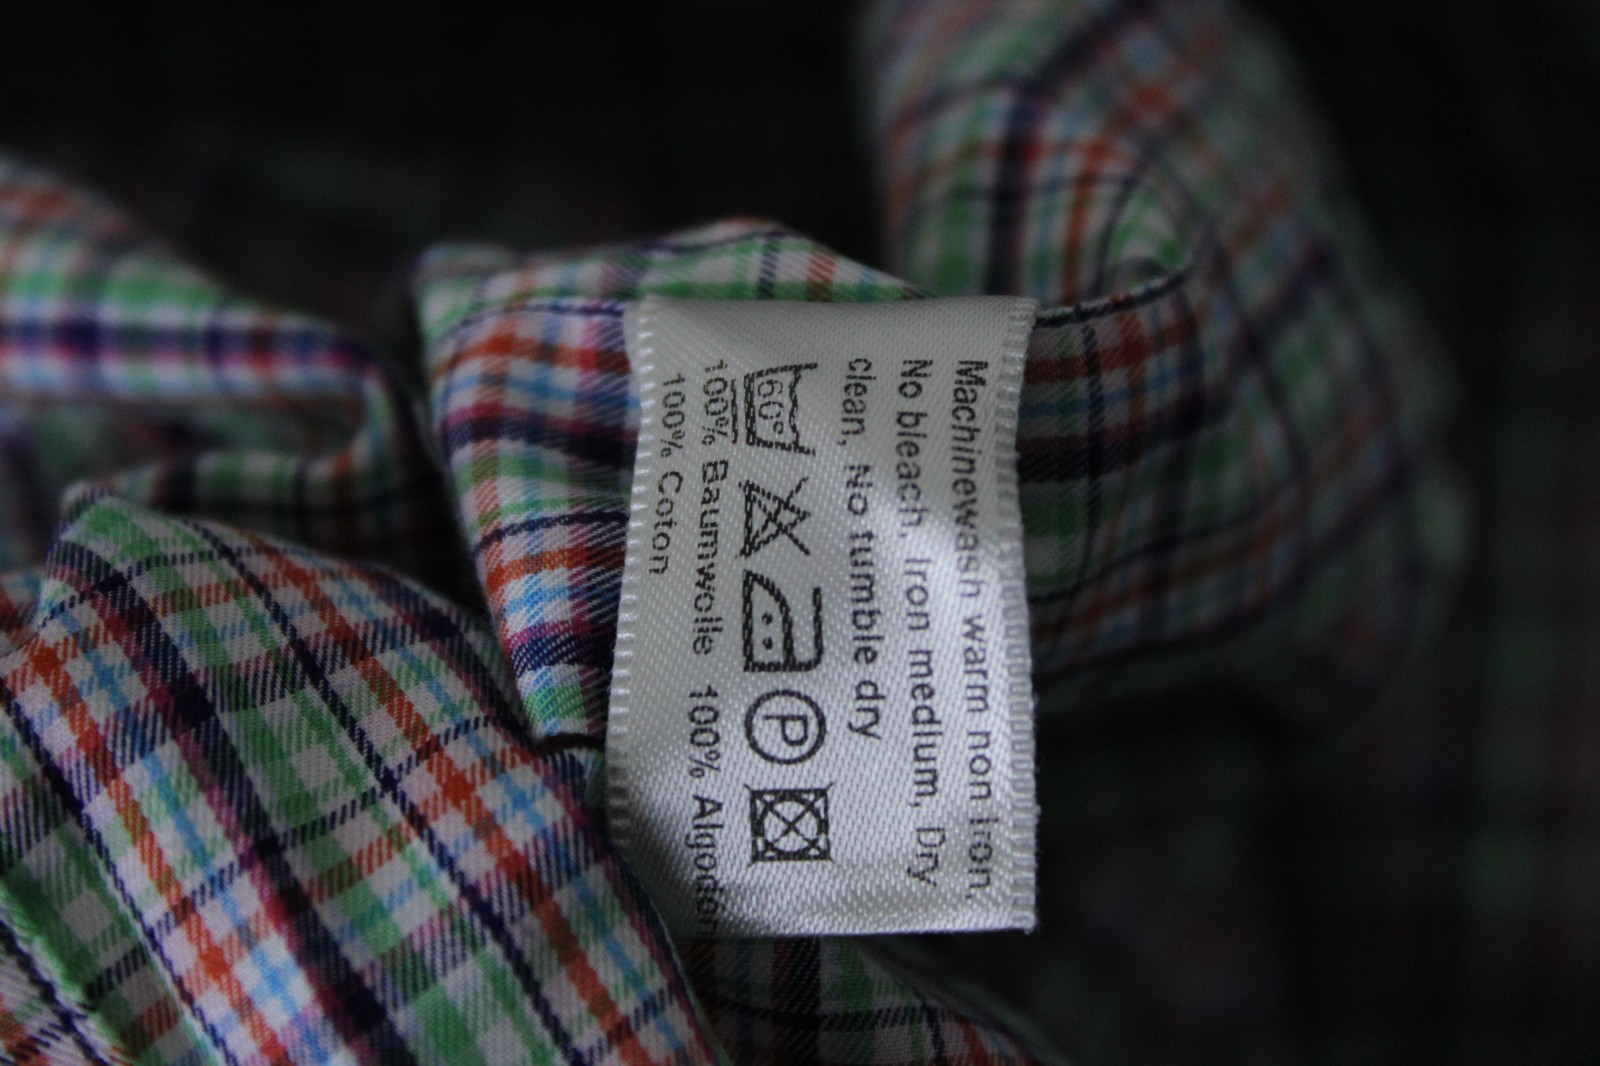 Machinewash warm non Iron,
No bleach, Iron medium, Dry
clean, No tumble dry
60°
P
100% Baumwolle 100% Algodón
100% Coton